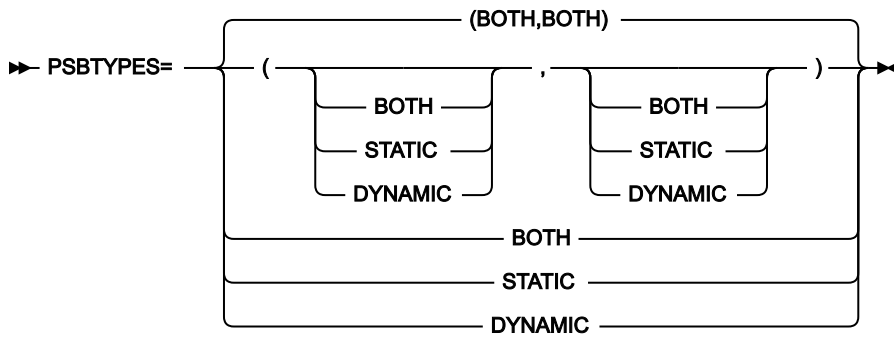 (BOTH,BOTH)
PSBTYPES= ( , )
BOTH BOTH
STATIC STATIC
DYNAMIC DYNAMIC
BOTH
STATIC
DYNAMIC